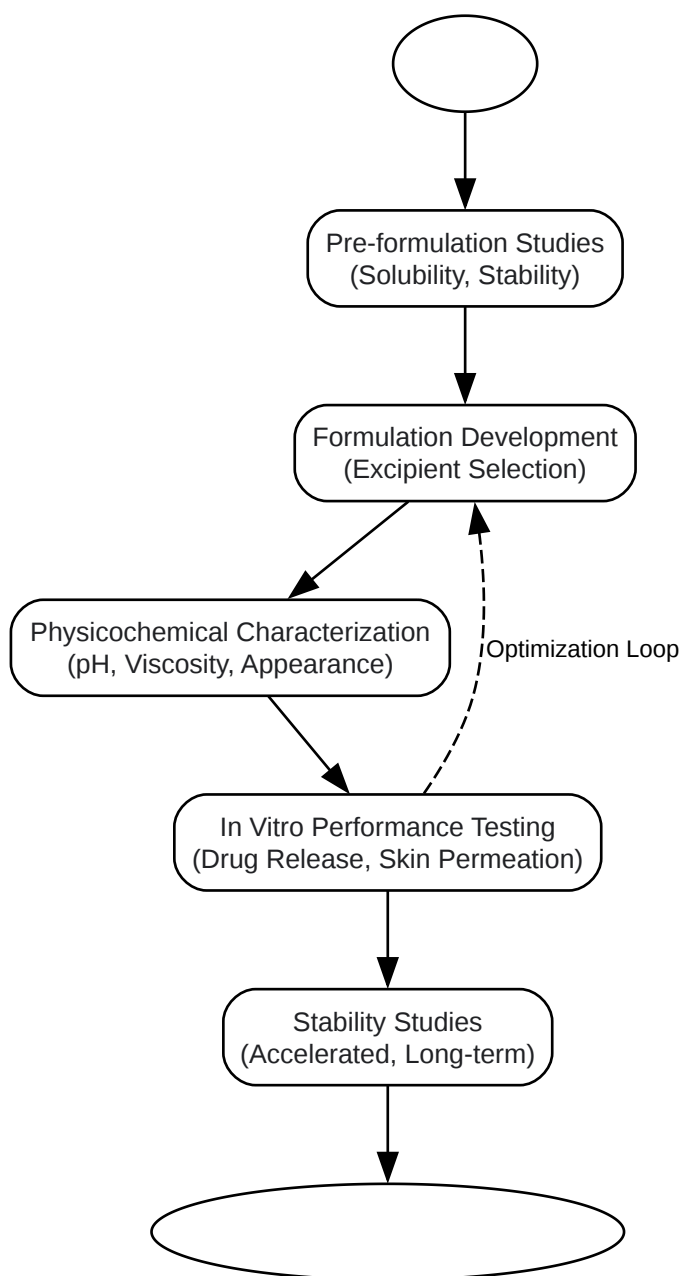 Pre-formulation Studies
(Solubility, Stability)
Formulation Development
(Excipient Selection)
Physicochemical Characterization
(pH, Viscosity, Appearance)
Optimization Loop
In Vitro Performance Testing
(Drug Release, Skin Permeation)
Stability Studies
(Accelerated, Long-term)